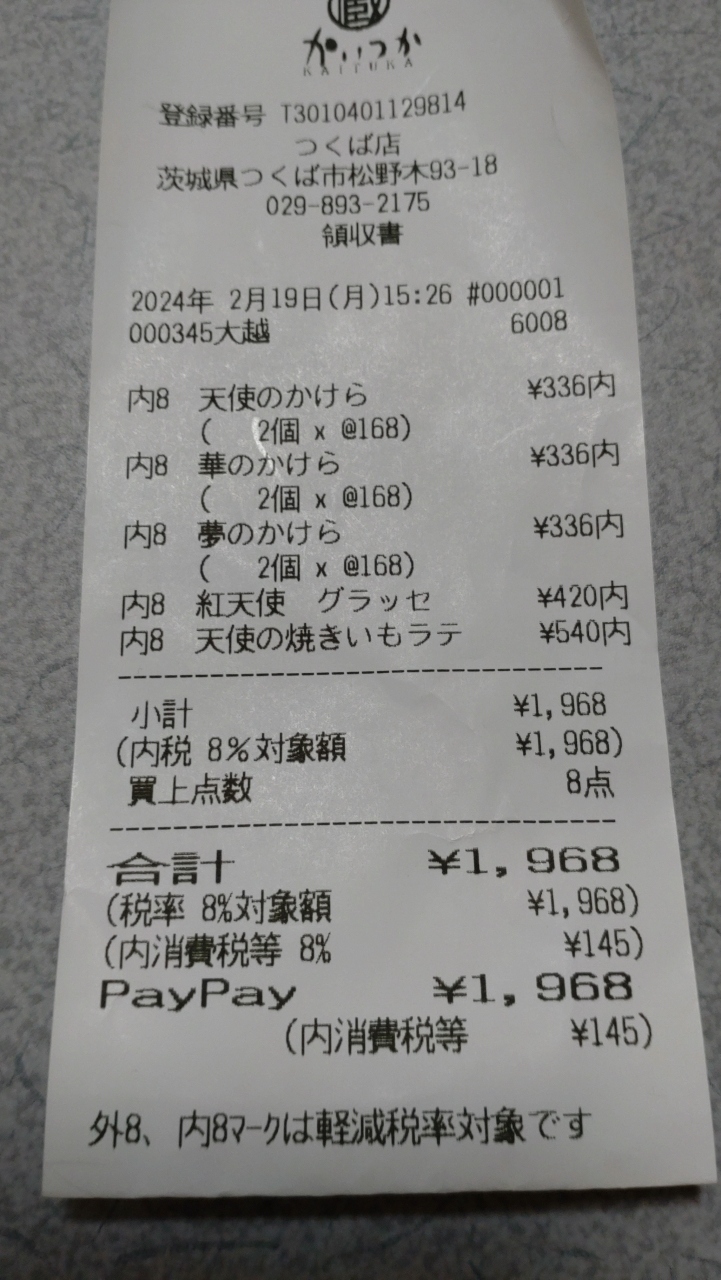 蔵
かいつか
KAITUKA
登録番号 T3010401129814
つくば店
茨城県つくば市松野木93-18
029-893-2175
領収書
2024年 2月19日(月)15:26 #000001
000345大越 6008
内8 天使のかけら ¥336内
( 2個 x @168)
内8 華のかけら ¥336内
( 2個 x @168)
内8 夢のかけら ¥336内
( 2個 x @168)
内8 紅天使 グラッセ ¥420内
内8 天使の焼きいもラテ ¥540内
小計 ¥1,968
(内税 8%対象額 ¥1,968)
買上点数 8点
合計 ¥1,968
(税率 8%対象額 ¥1,968)
(内消費税等 8% ¥145)
PayPay ¥1,968
(内消費税等 ¥145)
外8、内8マークは軽減税率対象です